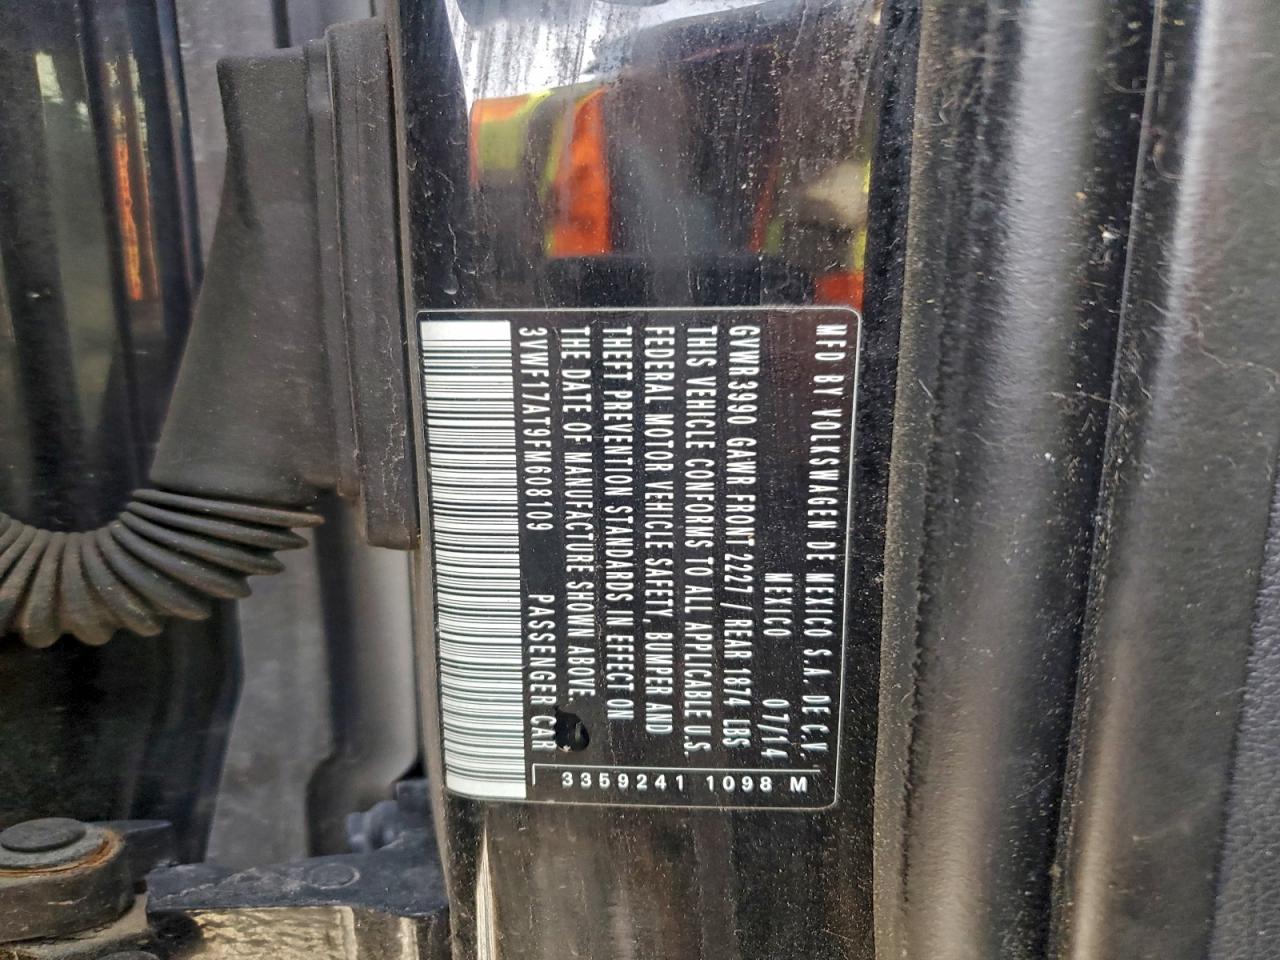 MFD BY VOLKSWAGEN DE MEXICO S.A. DE C.V.
MEXICO 07/14
GVWR 3990 GAWR FRONT 2227 / REAR 1874 LBS
THIS VEHICLE CONFORMS TO ALL APPLICABLE U.S.
FEDERAL MOTOR VEHICLE SAFETY, BUMPER AND
THEFT PREVENTION STANDARDS IN EFFECT ON
THE DATE OF MANUFACTURE SHOWN ABOVE.
3VWF17AT9FM608109 PASSENGER CAR
3359241 1098 M